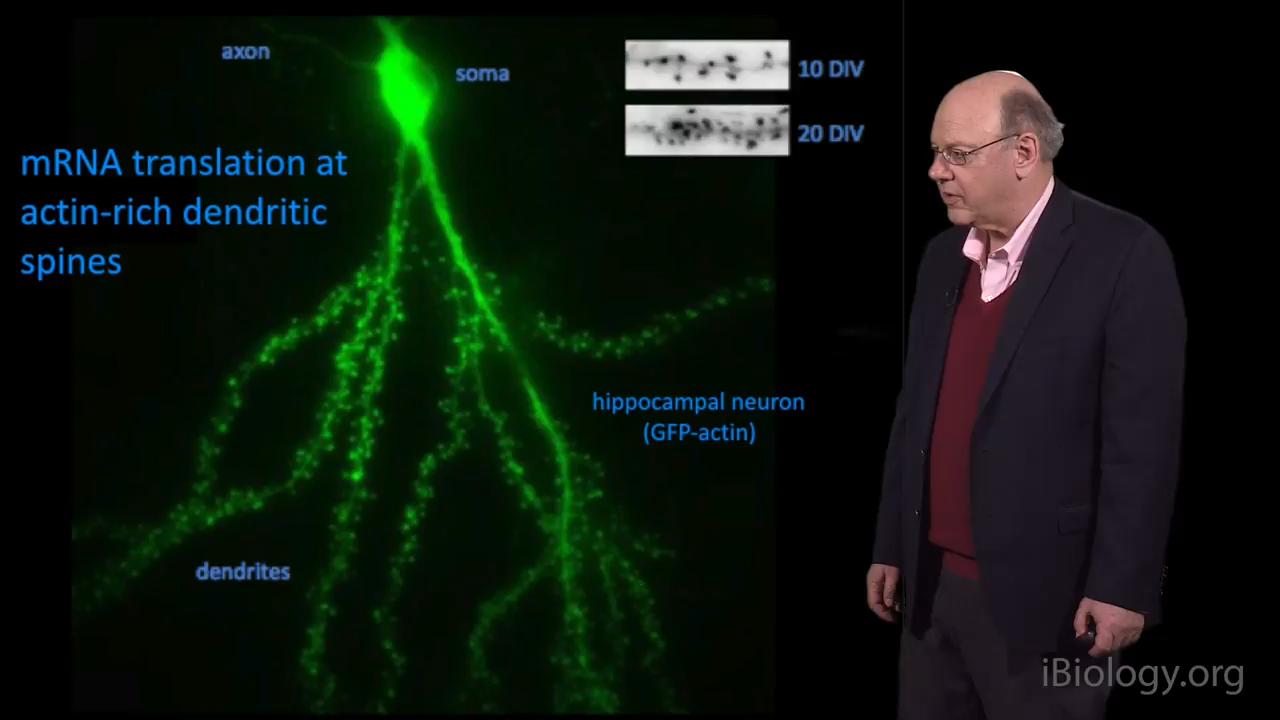 axon
soma
10 DIV
20 DIV
mRNA translation at
actin-rich dendritic
spines
hippocampal neuron
(GFP-actin)
dendrites
iBiology.org